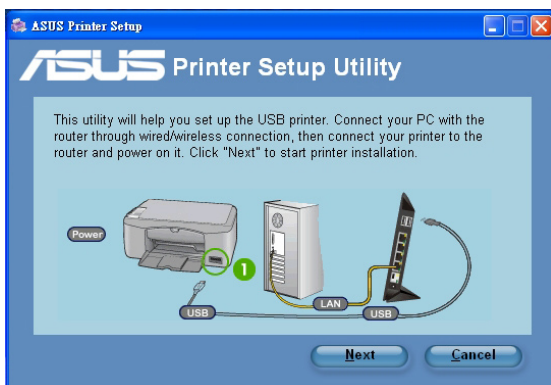 ASUS Printer Setup
ASUS Printer Setup Utility
This utility will help you set up the USB printer. Connect your PC with the
router through wired/wireless connection, then connect your printer to the
router and power on it. Click "Next" to start printer installation.
Power
1
USB
LAN
USB
Next
Cancel